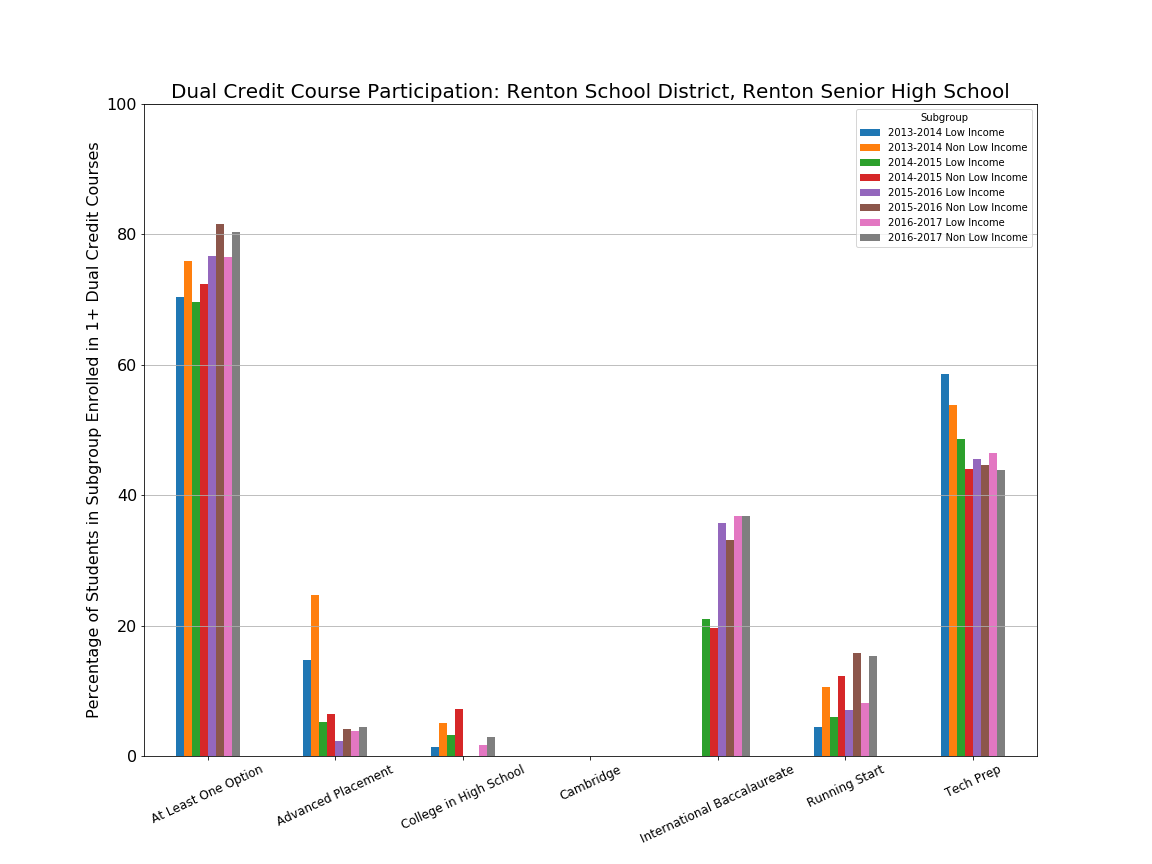 Dual Credit Course Participation: Renton School District, Renton Senior High School
Percentage of Students in Subgroup Enrolled in 1+ Dual Credit Courses
100
80
60
40
20
0
Subgroup
2013-2014 Low Income
2013-2014 Non Low Income
2014-2015 Low Income
2014-2015 Non Low Income
2015-2016 Low Income
2015-2016 Non Low Income
2016-2017 Low Income
2016-2017 Non Low Income
At Least One Option
Advanced Placement
College in High School
Cambridge
International Baccalaureate
Running Start
Tech Prep